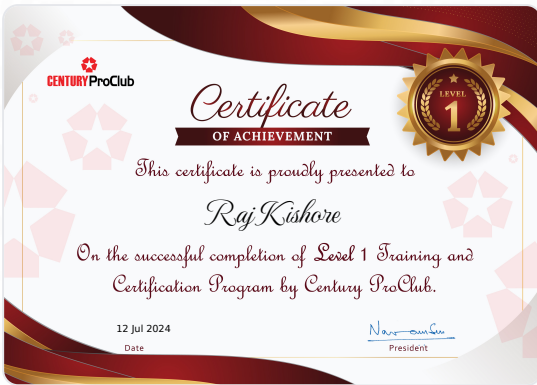 CENTURY ProClub
LEVEL
1
Certificate
OF ACHIEVEMENT
This certificate is proudly presented to
Raj Kishore
On the successful completion of Level 1 Training and
Certification Program by Century ProClub.
12 Jul 2024
Date
President